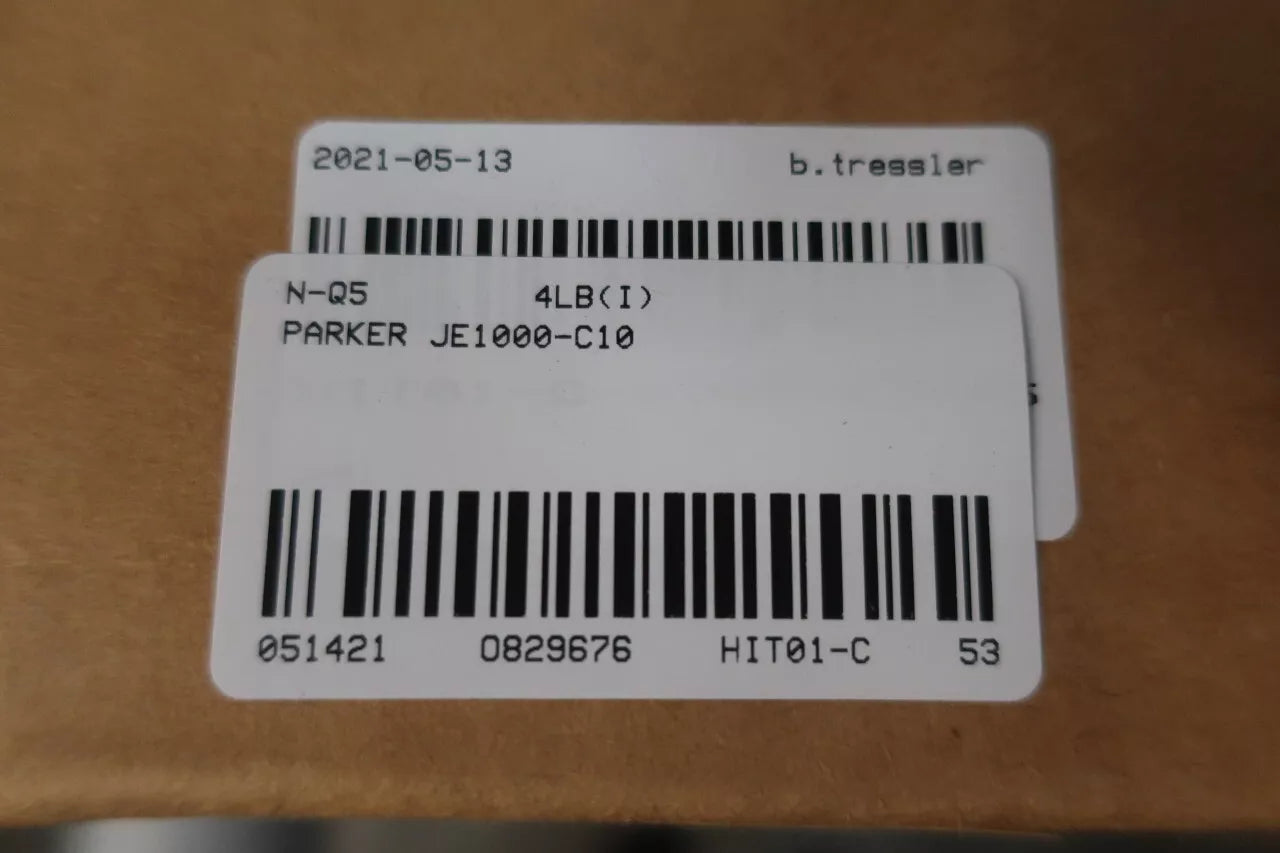 2021-05-13 b.tressler
N-Q5 4LB(I)
PARKER JE1000-C10
051421 0829676 HIT01-C 53